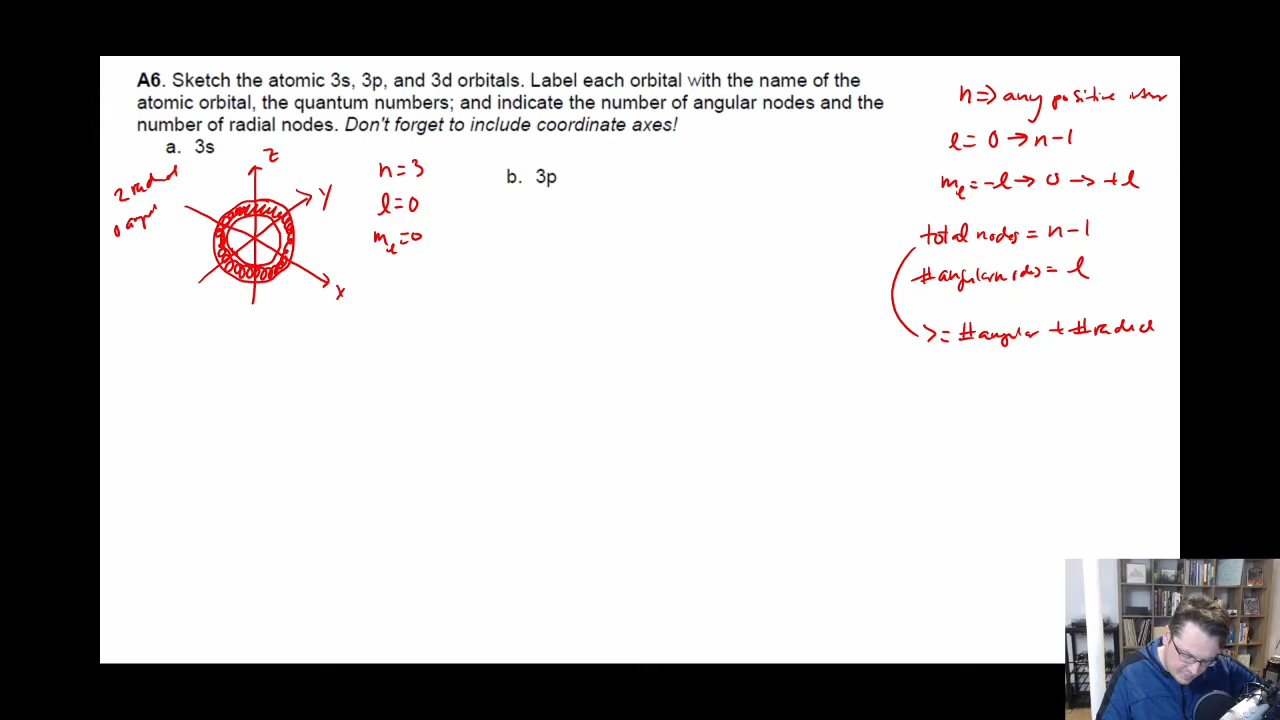 A6. Sketch the atomic 3s, 3p, and 3d orbitals. Label each orbital with the name of the
atomic orbital, the quantum numbers; and indicate the number of angular nodes and the
number of radial nodes. Don't forget to include coordinate axes!
a. 3s
2 radial
0 angu
z
y
x
n=3
l=0
mₗ=0
b. 3p
n => any positive
l = 0 → n-1
mₗ = -l → 0 → +l
total nodes = n-1
#angular nodes = l
= #angular + #radial